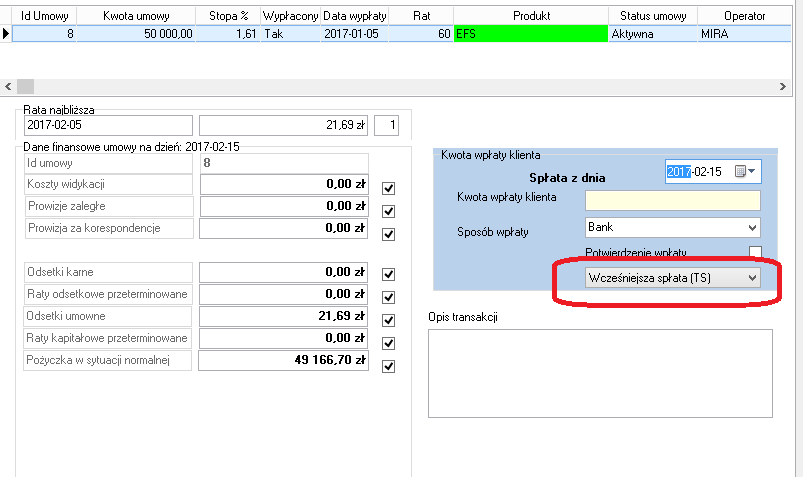 Id Umowy Kwota umowy Stopa % Wypłacony Data wypłaty Rat Produkt Status umowy Operator
8 50 000,00 1,61 Tak 2017-01-05 60 EFS Aktywna MIRA
Rata najbliższa
2017-02-05 21,69 zł 1
Dane finansowe umowy na dzień: 2017-02-15
Id umowy 8
Koszty widykacji 0,00 zł
Prowizje zaległe 0,00 zł
Prowizja za korespondencje 0,00 zł
Odsetki karne 0,00 zł
Raty odsetkowe przeterminowane 0,00 zł
Odsetki umowne 21,69 zł
Raty kapitałowe przeterminowane 0,00 zł
Pożyczka w sytuacji normalnej 49 166,70 zł
Kwota wpłaty klienta
Spłata z dnia 2017-02-15
Kwota wpłaty klienta
Sposób wpłaty Bank
Potwierdzenie wpłaty
Wcześniejsza spłata (TS)
Opis transakcji